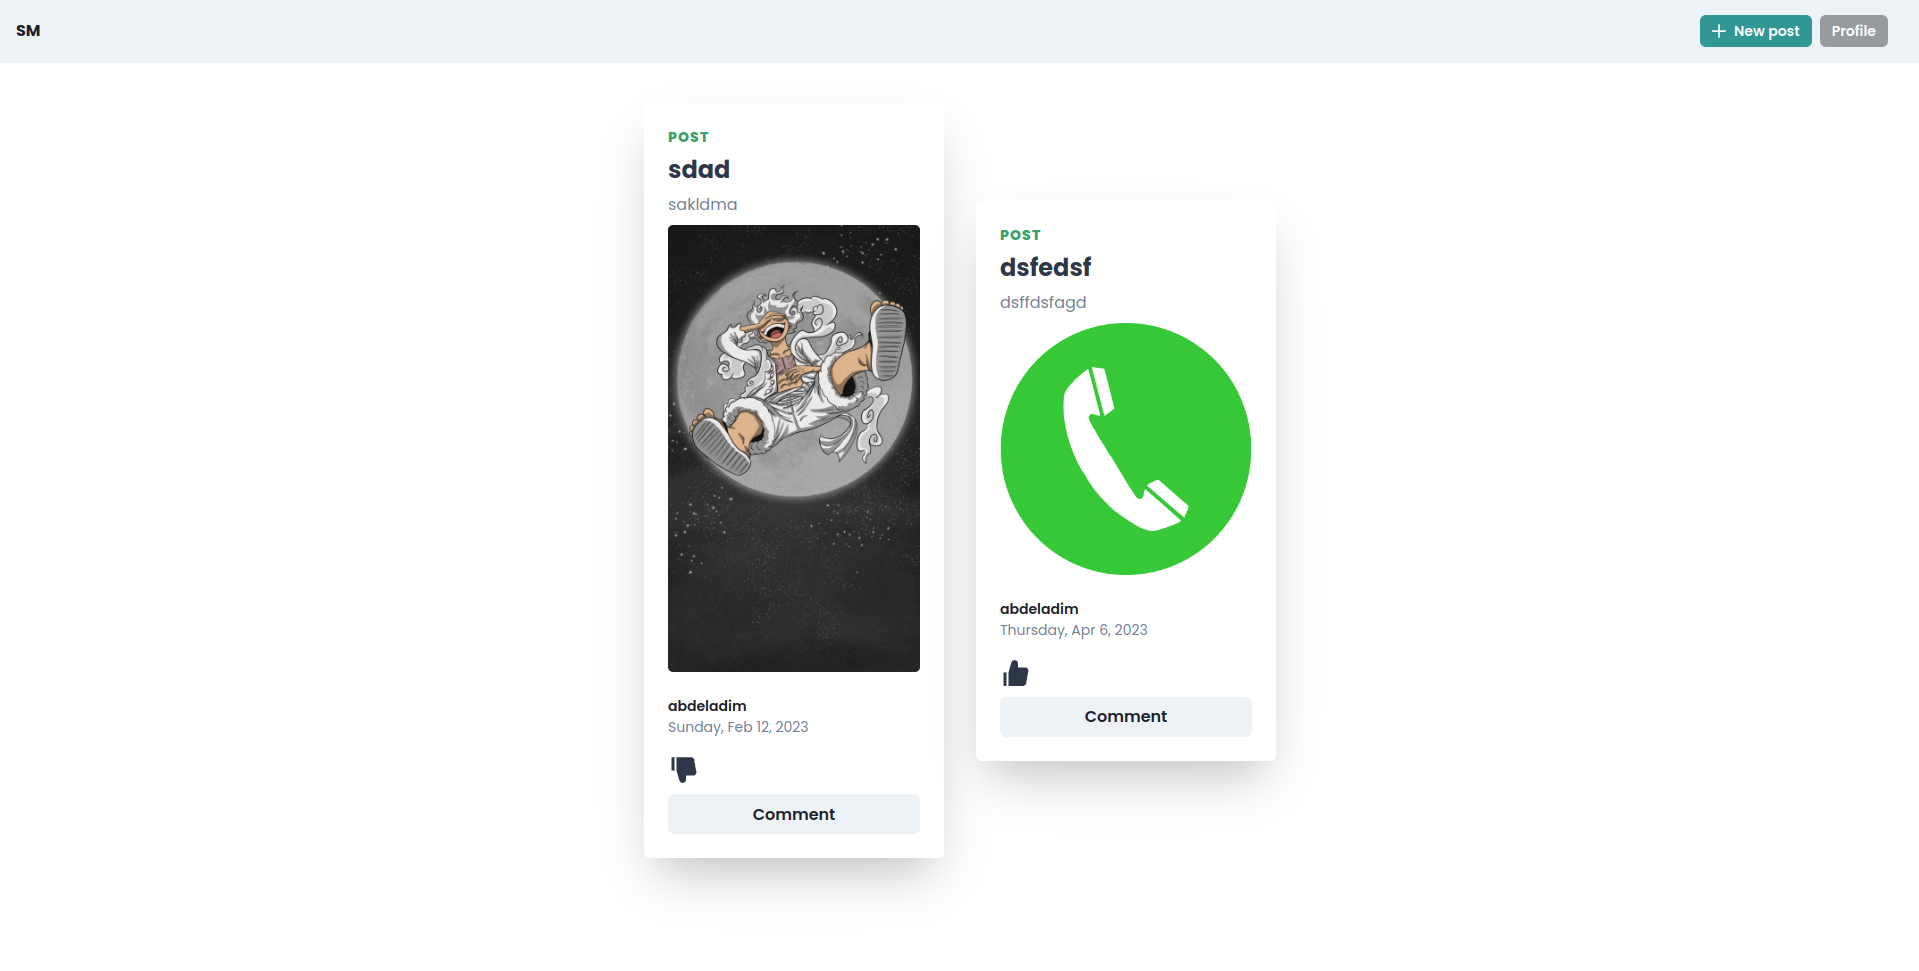 SM
New post
Profile
POST
sdad
sakldma
abdeladim
Sunday, Feb 12, 2023
Comment
POST
dsfedsf
dsffdsfagd
abdeladim
Thursday, Apr 6, 2023
Comment